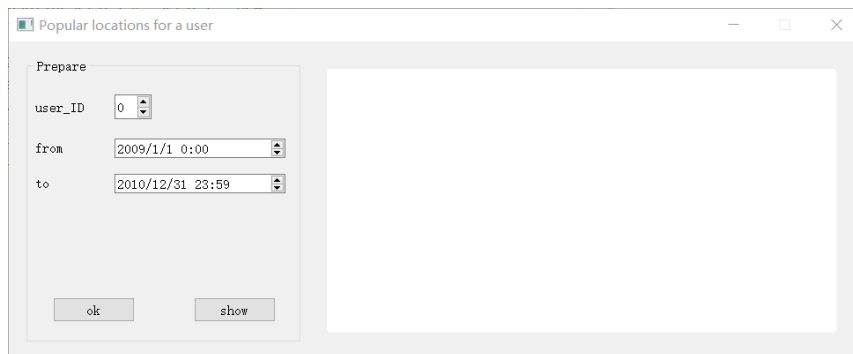 Popular locations for a user
Prepare
user_ID 0
from 2009/1/1 0:00
to 2010/12/31 23:59
ok show